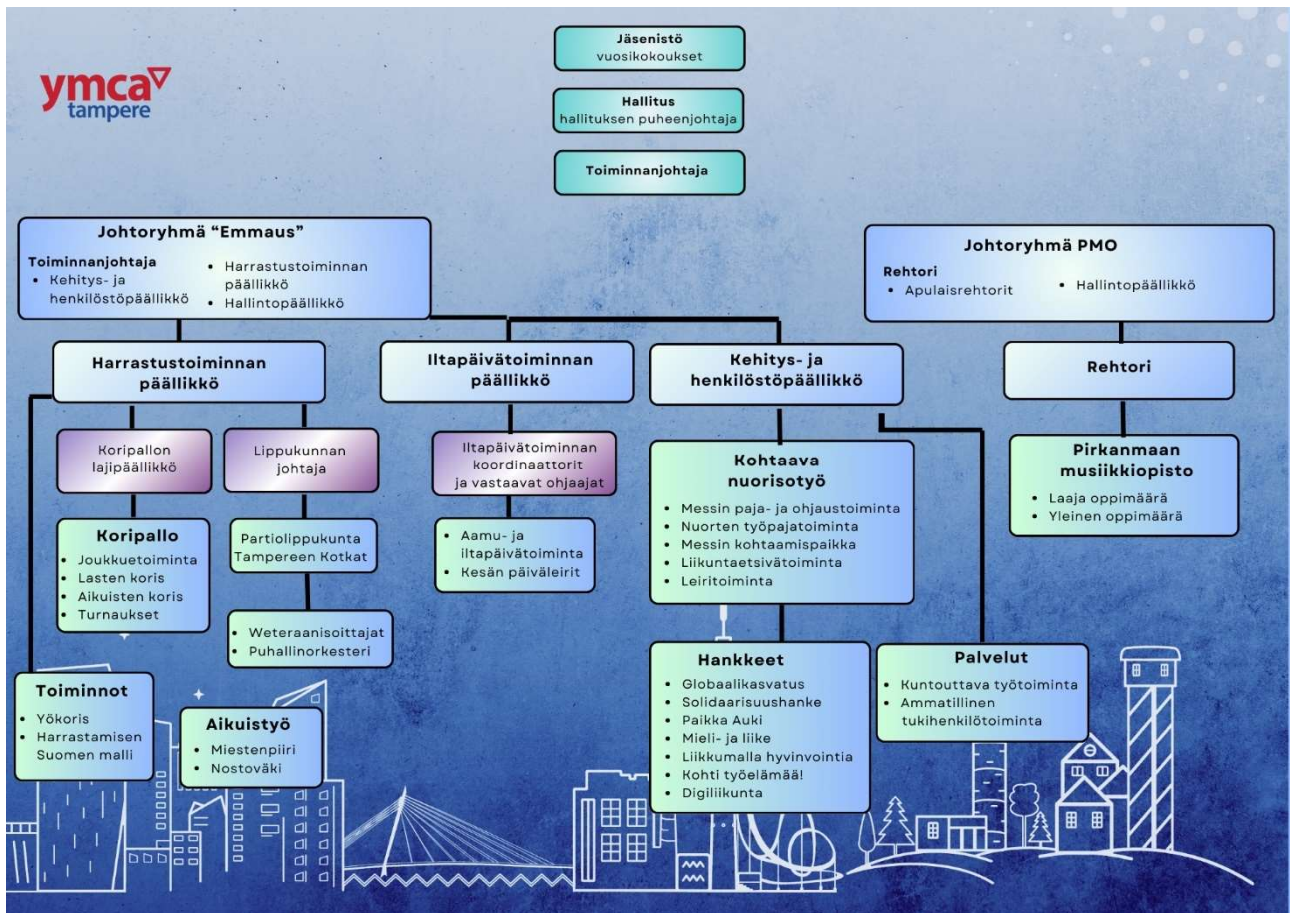 ymca
tampere
Jäsenistö
vuosikokoukset
Hallitus
hallituksen puheenjohtaja
Toiminnanjohtaja
Johtoryhmä “Emmaus”
Toiminnanjohtaja
• Kehitys- ja
henkilöstöpäällikkö
• Harrastustoiminnan
päällikkö
• Hallintopäällikkö
Johtoryhmä PMO
Rehtori
• Apulaisrehtorit
• Hallintopäällikkö
Harrastustoiminnan
päällikkö
Iltapäivätoiminnan
päällikkö
Kehitys- ja
henkilöstöpäällikkö
Rehtori
Koripallon
lajipäällikkö
Lippukunnan
johtaja
Iltapäivätoiminnan
koordinaattorit
ja vastaavat ohjaajat
Kohtaava
nuorisotyö
• Messin paja- ja ohjaustoiminta
• Nuorten työpajatoiminta
• Messin kohtaamispaikka
• Liikuntaetsivätoiminta
• Leiritoiminta
Pirkanmaan
musiikkiopisto
• Laaja oppimäärä
• Yleinen oppimäärä
Koripallo
• Joukkuetoiminta
• Lasten koris
• Aikuisten koris
• Turnaukset
Partiolippukunta
Tampereen Kotkat
• Aamu- ja
iltapäivätoiminta
• Kesän päiväleirit
• Weteraanisoittajat
• Puhallinorkesteri
Toiminnot
• Yökoris
• Harrastamisen
Suomen malli
Aikuistyö
• Miestenpiiri
• Nostoväki
Hankkeet
• Globaalikasvatus
• Solidaarisuushanke
• Paikka Auki
• Mieli- ja liike
• Liikkumalla hyvinvointia
• Kohti työelämää!
• Digiliikunta
Palvelut
• Kuntouttava työtoiminta
• Ammatillinen
tukihenkilötoiminta